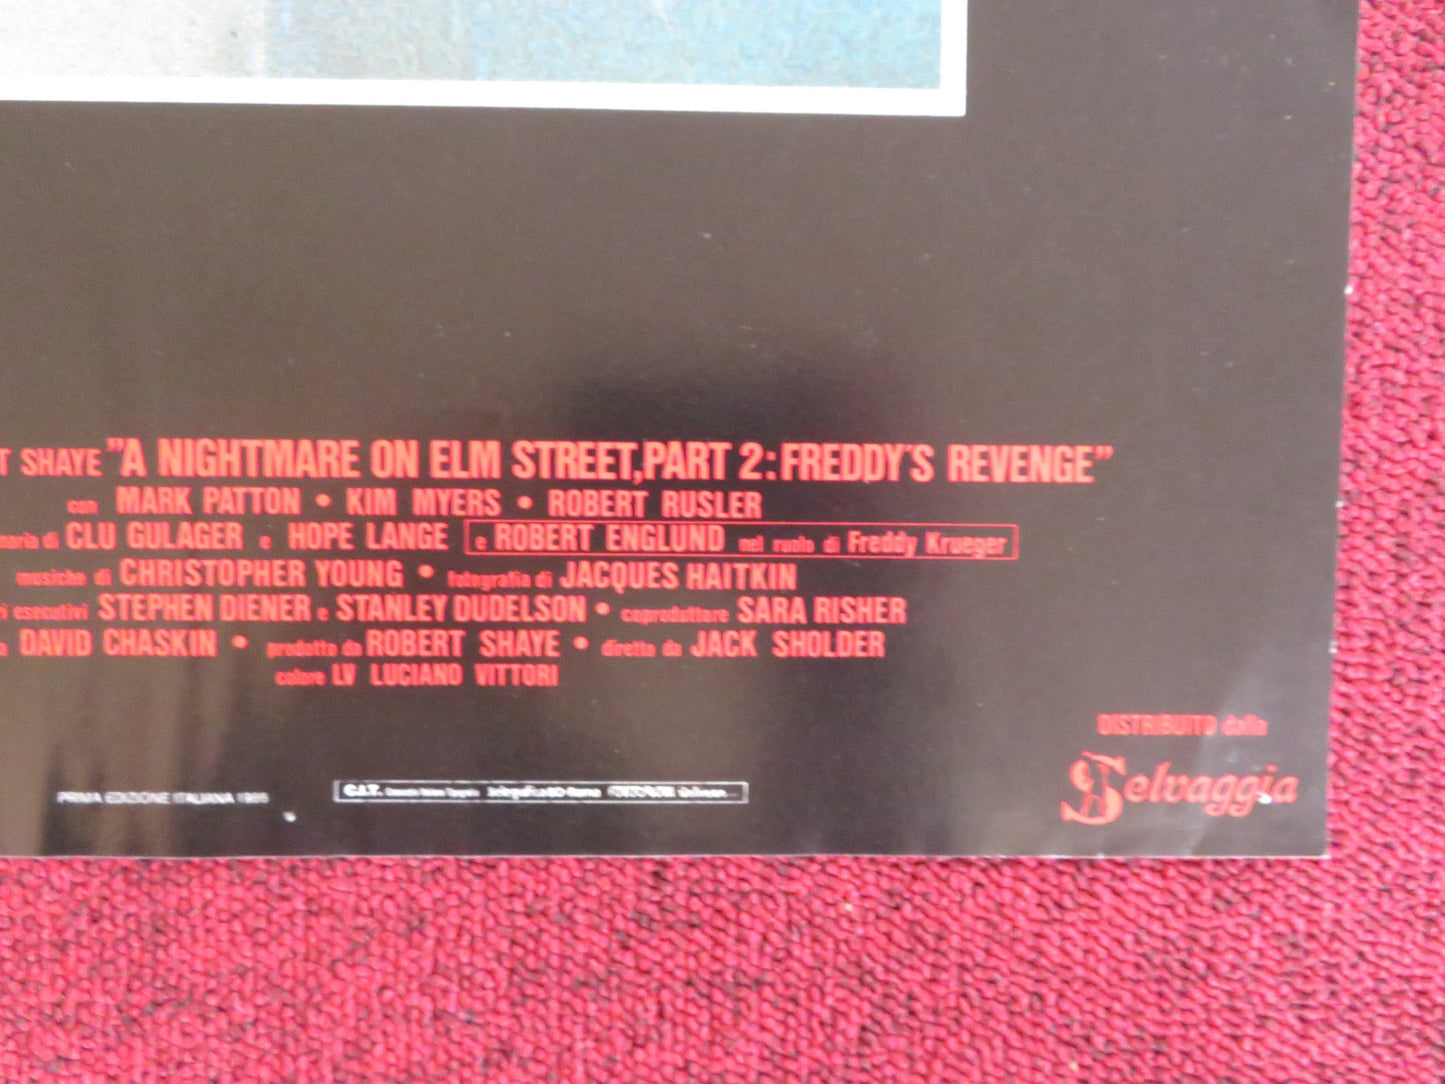 T SHAYE "A NIGHTMARE ON ELM STREET, PART 2: FREDDY'S REVENGE"
con MARK PATTON • KIM MYERS • ROBERT RUSLER
naria di CLU GULAGER e HOPE LANGE e ROBERT ENGLUND nel ruolo di Freddy Krueger
musiche di CHRISTOPHER YOUNG • fotografia di JACQUES HAITKIN
ri esecutivi STEPHEN DIENER e STANLEY DUDELSON • coproduttore SARA RISHER
DAVID CHASKIN • prodotto da ROBERT SHAYE • diretto da JACK SHOLDER
colore LV LUCIANO VITTORI
DISTRIBUITO dalla
Selvaggia
PRIMA EDIZIONE ITALIANA
C.I.T.